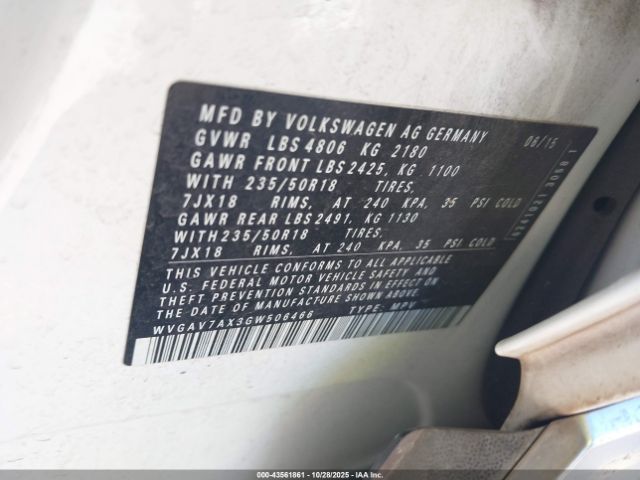 MFD BY VOLKSWAGEN AG GERMANY 06/15
GVWR LBS 4806 KG 2180
GAWR FRONT LBS 2425, KG 1100
WITH 235/50R18 TIRES,
7JX18 RIMS, AT 240 KPA, 35 PSI COLD
GAWR REAR LBS 2491, KG 1130
WITH 235/50R18 TIRES,
7JX18 RIMS, AT 240 KPA, 35 PSI COLD
THIS VEHICLE CONFORMS TO ALL APPLICABLE
U.S. FEDERAL MOTOR VEHICLE SAFETY AND
THEFT PREVENTION STANDARDS IN EFFECT ON
THE DATE OF MANUFACTURE SHOWN ABOVE.
WVGAV7AX3GW506466 TYPE: MPV
000-43561861 | 10/28/2025 | IAA Inc.